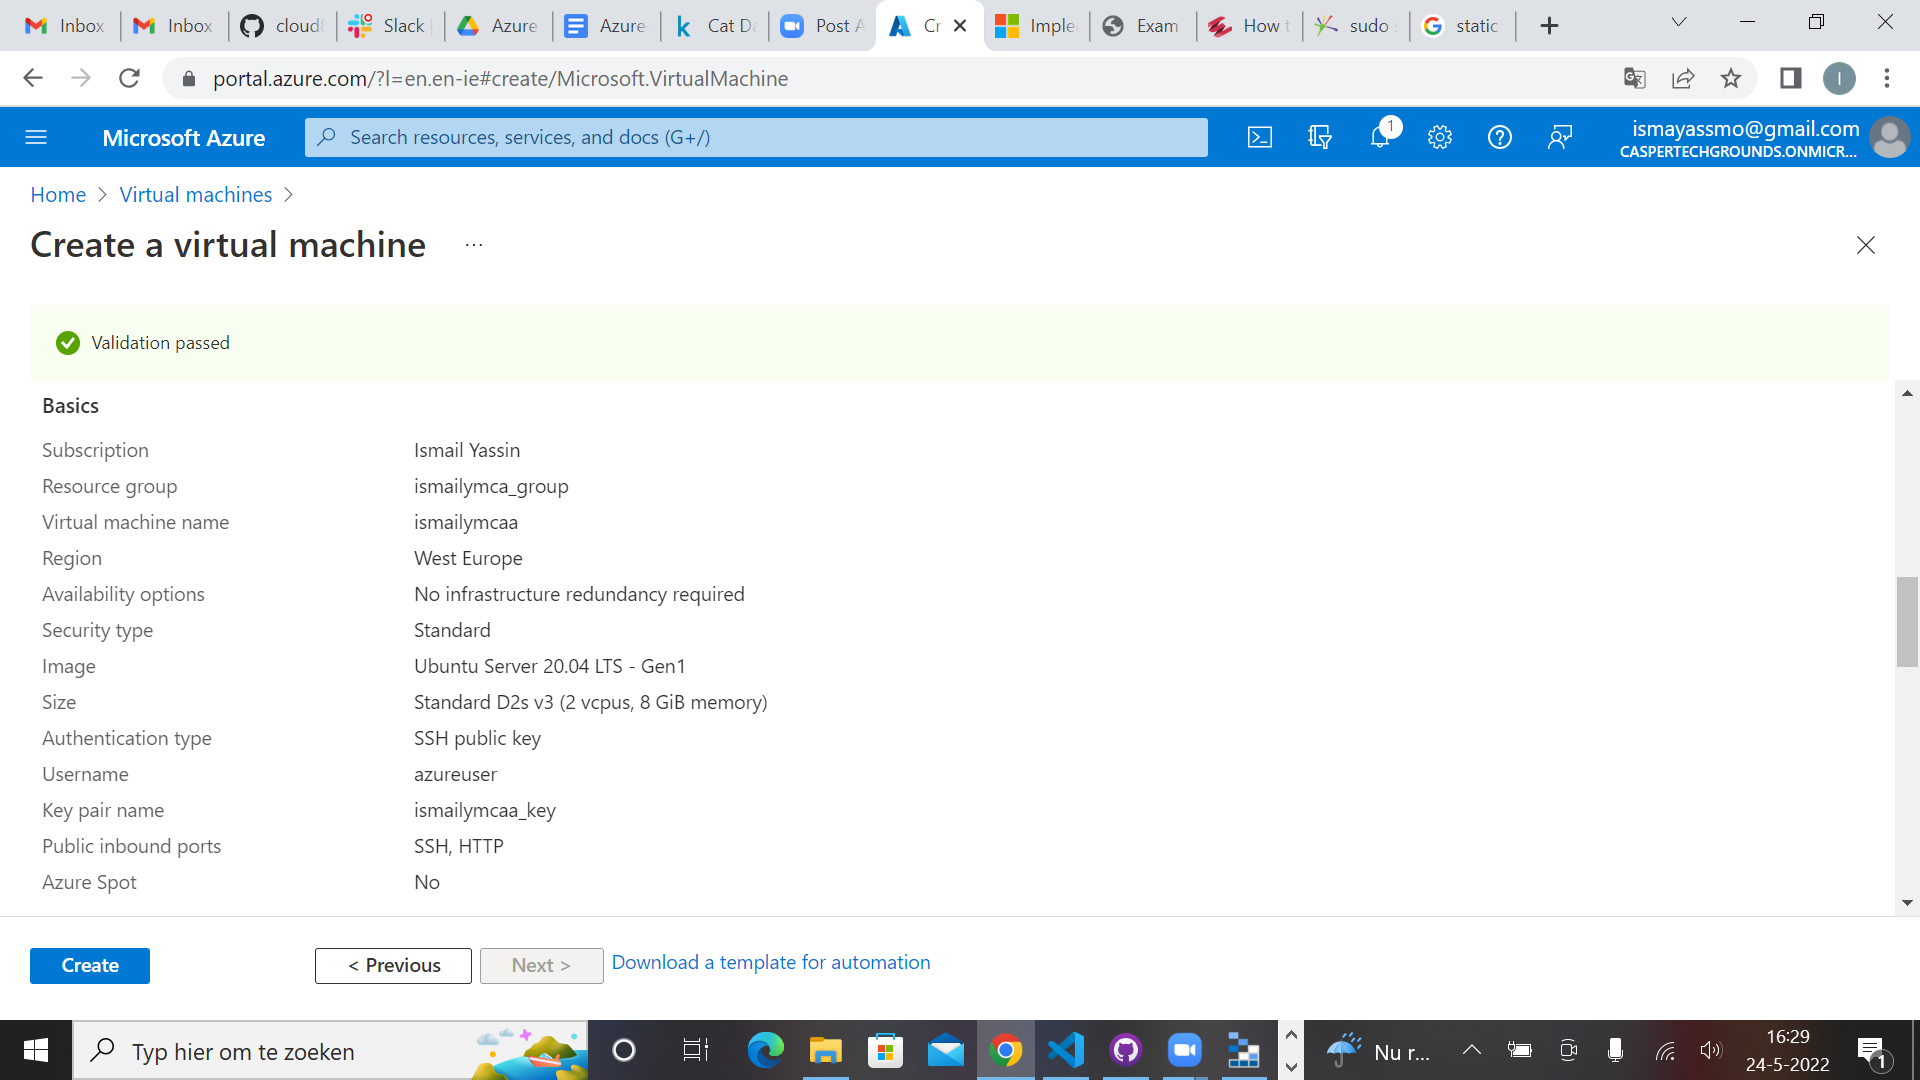 Inbox
Inbox
cloud
Slack
Azure
Azure
Cat Da
Post A
Cr
Imple
Exam
How t
sudo
static
portal.azure.com/?l=en.en-ie#create/Microsoft.VirtualMachine
I
Microsoft Azure
Search resources, services, and docs (G+/)
1
ismayassmo@gmail.com
CASPERTECHGROUNDS.ONMICR...
Home > Virtual machines >
Create a virtual machine ...
Validation passed
Basics
Subscription Ismail Yassin
Resource group ismailymca_group
Virtual machine name ismailymcaa
Region West Europe
Availability options No infrastructure redundancy required
Security type Standard
Image Ubuntu Server 20.04 LTS - Gen1
Size Standard D2s v3 (2 vcpus, 8 GiB memory)
Authentication type SSH public key
Username azureuser
Key pair name ismailymcaa_key
Public inbound ports SSH, HTTP
Azure Spot No
Create
< Previous
Next >
Download a template for automation
Typ hier om te zoeken
Nu r...
16:29
24-5-2022
1